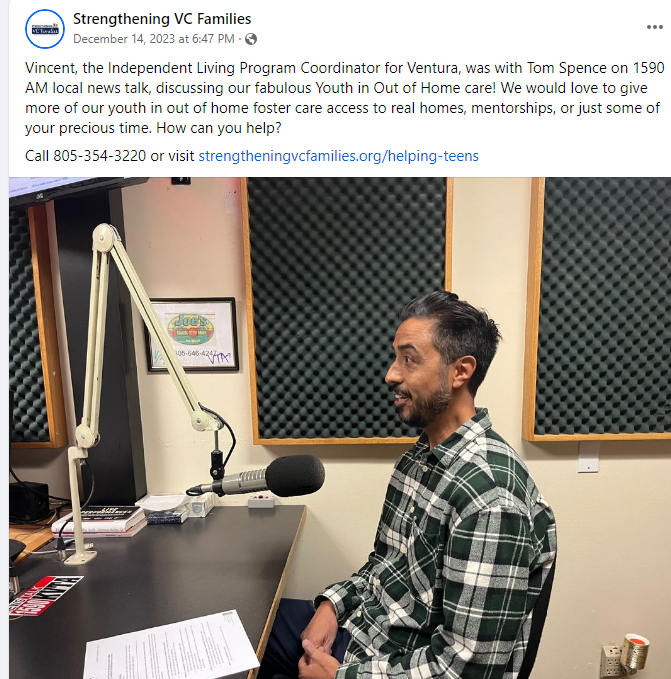 Strengthening VC Families
December 14, 2023 at 6:47 PM ·
Vincent, the Independent Living Program Coordinator for Ventura, was with Tom Spence on 1590
AM local news talk, discussing our fabulous Youth in Out of Home care! We would love to give
more of our youth in out of home foster care access to real homes, mentorships, or just some of
your precious time. How can you help?
Call 805-354-3220 or visit strengtheningvcfamilies.org/helping-teens
JOE'S
805-646-4247
VTA